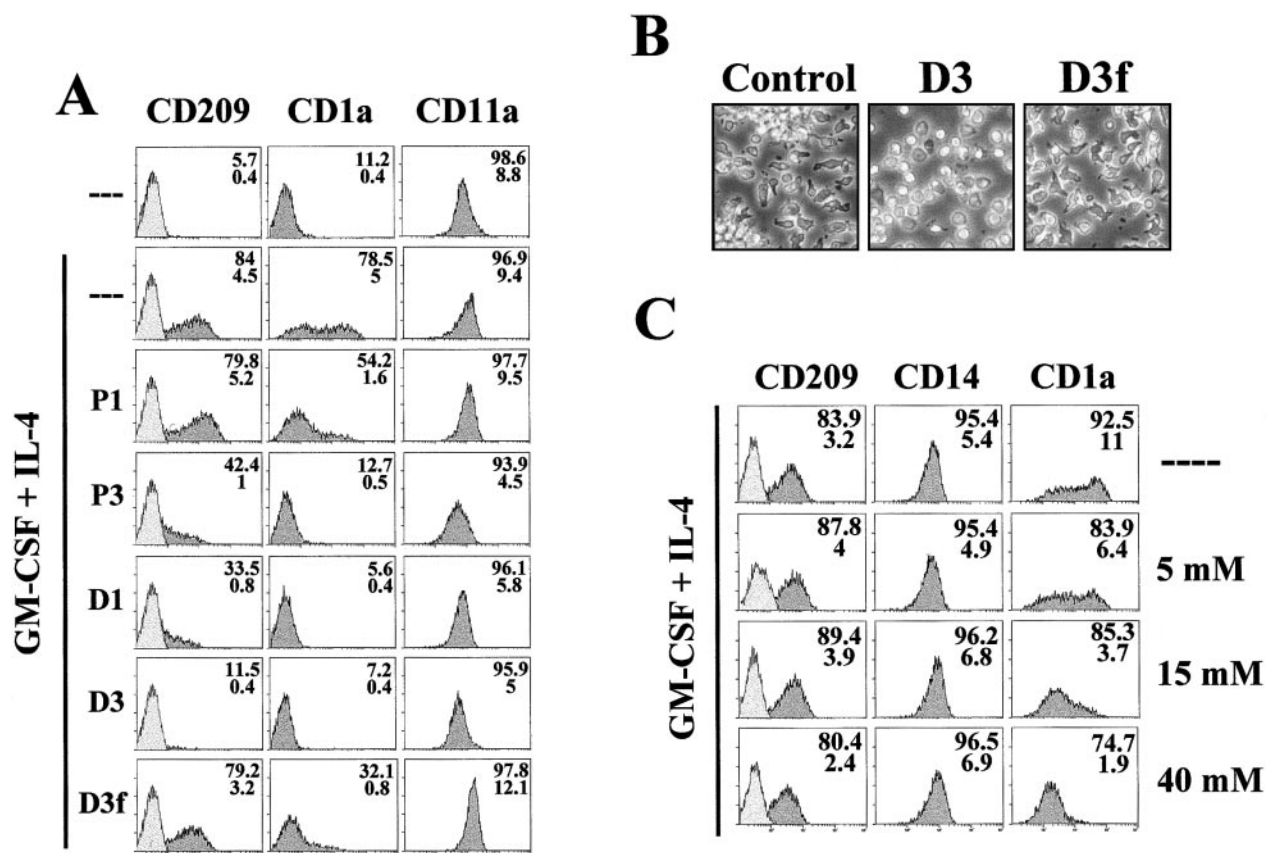 A
CD209 CD1a CD11a
---
5.7 11.2 98.6
0.4 0.4 8.8
GM-CSF + IL-4
---
84 78.5 96.9
4.5 5 9.4
P1
79.8 54.2 97.7
5.2 1.6 9.5
P3
42.4 12.7 93.9
1 0.5 4.5
D1
33.5 5.6 96.1
0.8 0.4 5.8
D3
11.5 7.2 95.9
0.4 0.4 5
D3f
79.2 32.1 97.8
3.2 0.8 12.1
B
Control D3 D3f
C
CD209 CD14 CD1a
GM-CSF + IL-4
83.9 95.4 92.5
3.2 5.4 11
----
87.8 95.4 83.9
4 4.9 6.4
5 mM
89.4 96.2 85.3
3.9 6.8 3.7
15 mM
80.4 96.5 74.7
2.4 6.9 1.9
40 mM